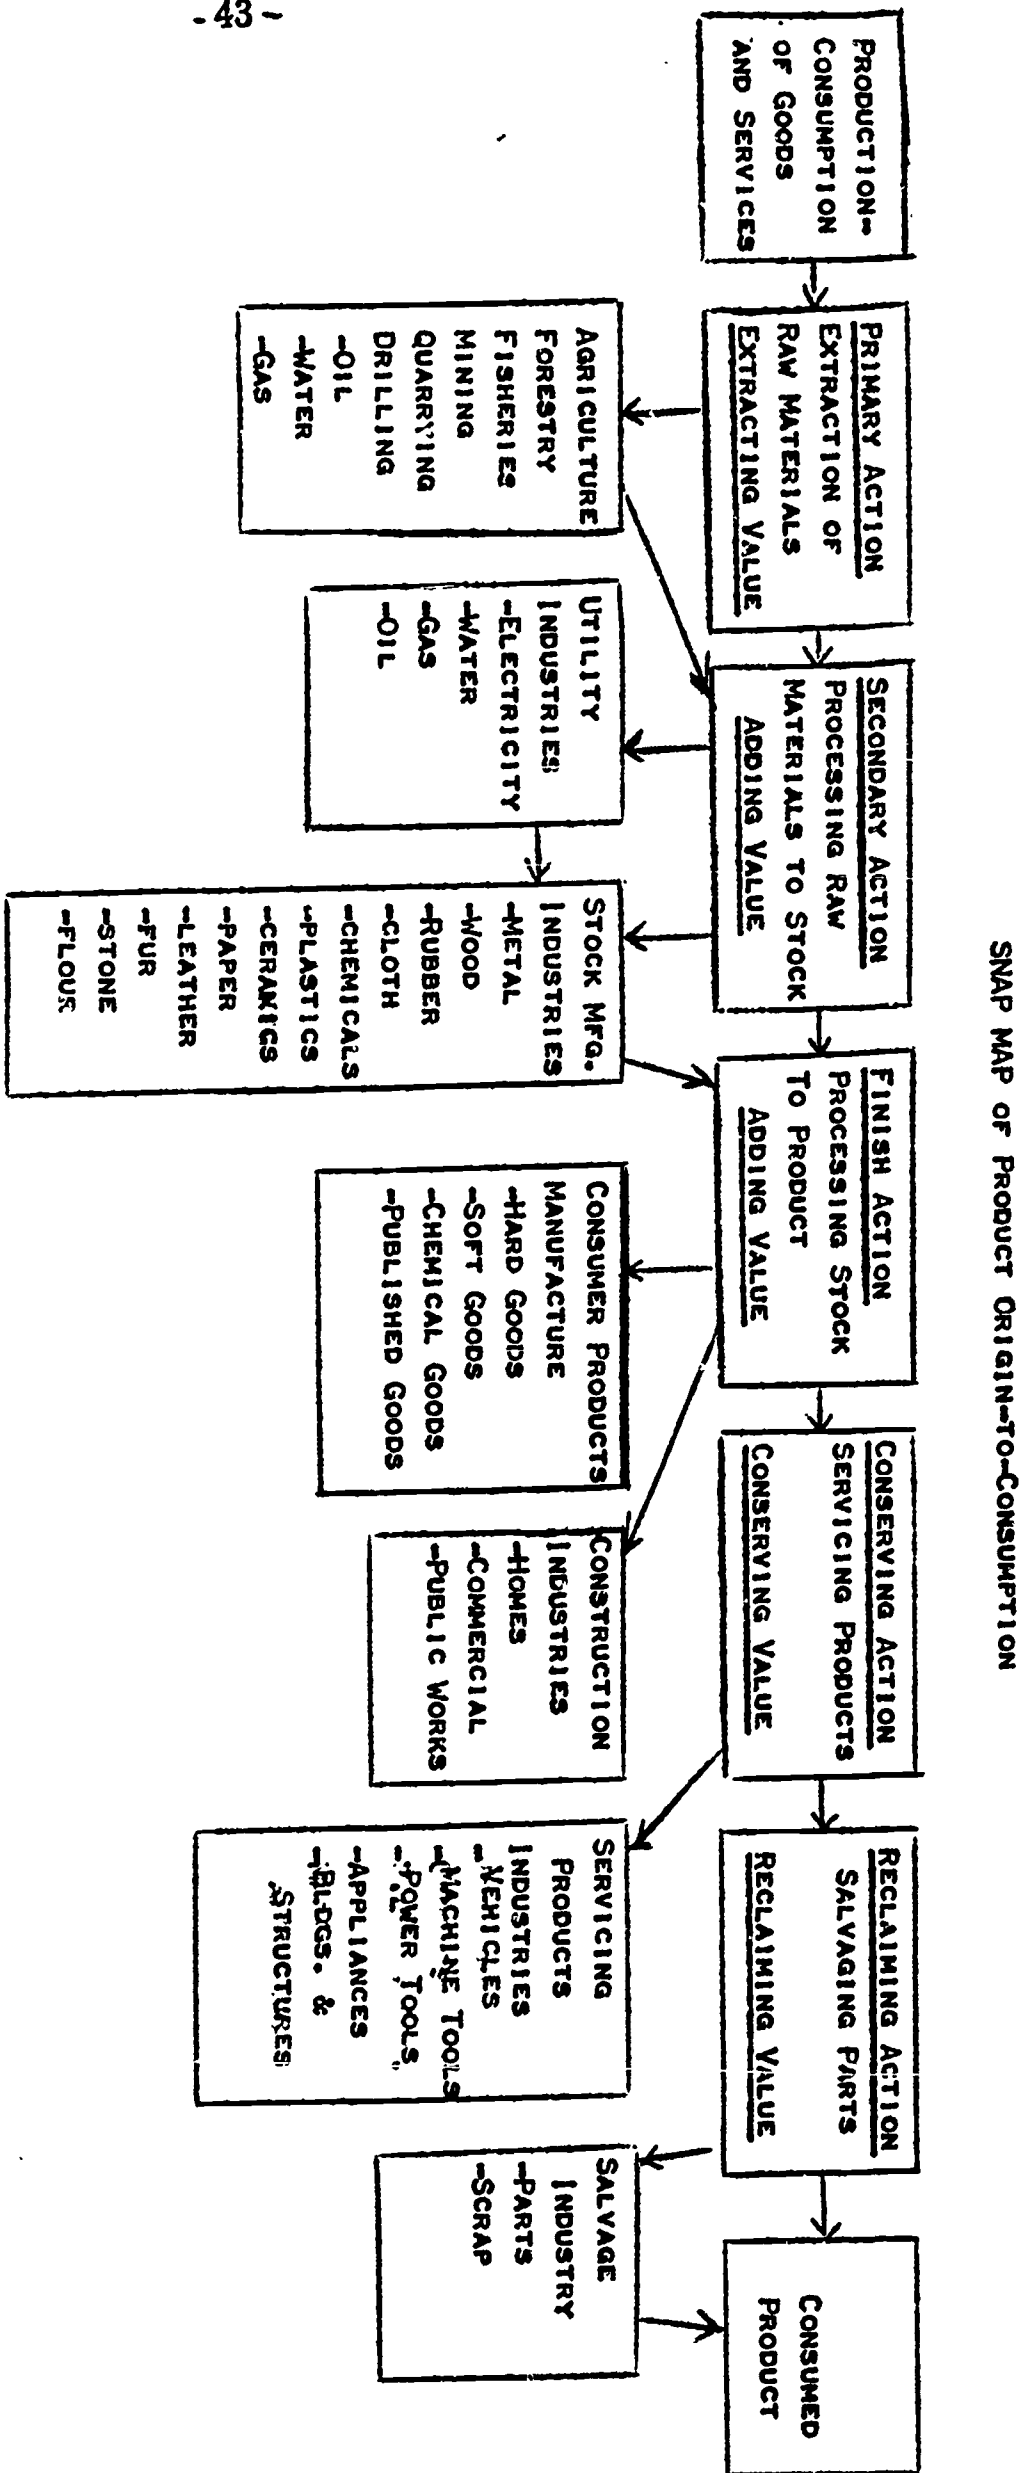 -43-
SNAP MAP OF PRODUCT ORIGIN-TO-CONSUMPTION
PRODUCTION-
CONSUMPTION
OF GOODS
AND SERVICES
PRIMARY ACTION
EXTRACTION OF
RAW MATERIALS
EXTRACTING VALUE
SECONDARY ACTION
PROCESSING RAW
MATERIALS TO STOCK
ADDING VALUE
FINISH ACTION
PROCESSING STOCK
TO PRODUCT
ADDING VALUE
CONSERVING ACTION
SERVICING PRODUCTS
CONSERVING VALUE
RECLAIMING ACTION
SALVAGING PARTS
RECLAIMING VALUE
CONSUMED
PRODUCT
AGRICULTURE
FORESTRY
FISHERIES
MINING
QUARRYING
DRILLING
-OIL
-WATER
-GAS
UTILITY
INDUSTRIES
-ELECTRICITY
-WATER
-GAS
-OIL
STOCK MFG.
INDUSTRIES
-METAL
-WOOD
-RUBBER
-CLOTH
-CHEMICALS
-PLASTICS
-CERAMICS
-PAPER
-LEATHER
-FUR
-STONE
-FLOUR
CONSUMER PRODUCTS
MANUFACTURE
-HARD GOODS
-SOFT GOODS
-CHEMICAL GOODS
-PUBLISHED GOODS
CONSTRUCTION
INDUSTRIES
-HOMES
-COMMERCIAL
-PUBLIC WORKS
SERVICING
PRODUCTS
INDUSTRIES
-VEHICLES
-MACHINE TOOLS
-POWER TOOLS
-APPLIANCES
-BLDGS. &
STRUCTURES
SALVAGE
INDUSTRY
-PARTS
-SCRAP